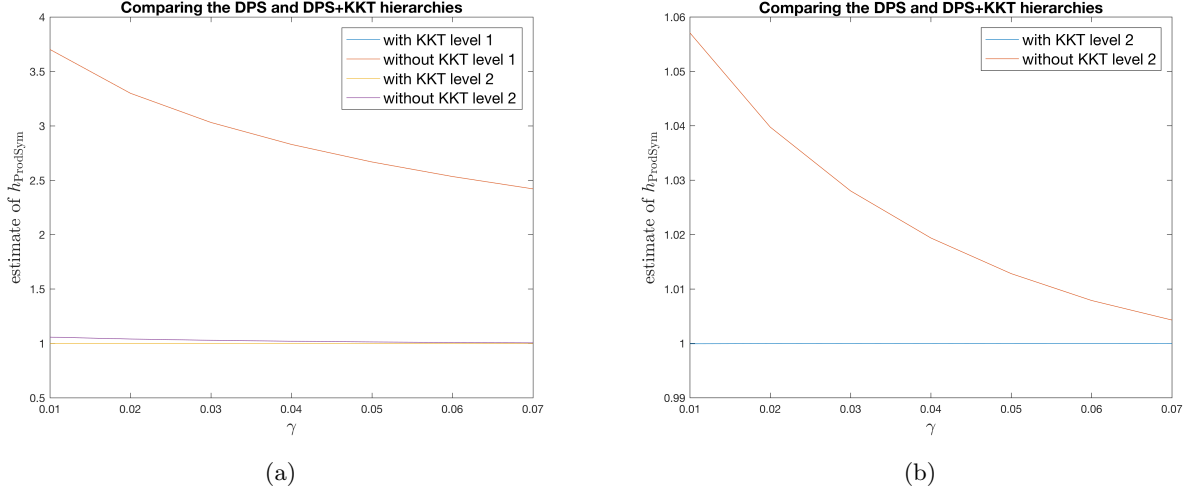 Comparing the DPS and DPS+KKT hierarchies
with KKT level 1
without KKT level 1
with KKT level 2
without KKT level 2
4
3.5
3
2.5
2
1.5
1
0.5
estimate of h_ProdSym
0.01 0.02 0.03 0.04 0.05 0.06 0.07
γ
(a)
Comparing the DPS and DPS+KKT hierarchies
with KKT level 2
without KKT level 2
1.06
1.05
1.04
1.03
1.02
1.01
1
0.99
estimate of h_ProdSym
0.01 0.02 0.03 0.04 0.05 0.06 0.07
γ
(b)